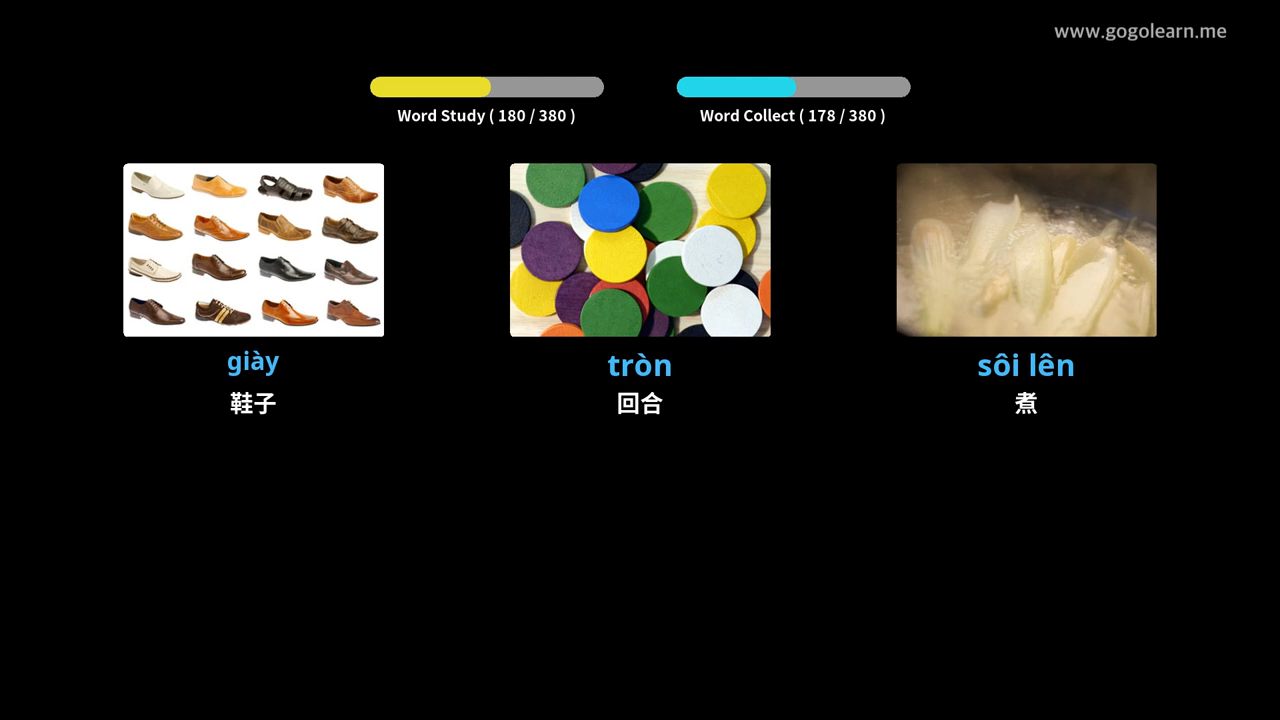 www.gogolearn.me
Word Study ( 180 / 380 )
Word Collect ( 178 / 380 )
giày
tròn
sôi lên
鞋子
回合
煮